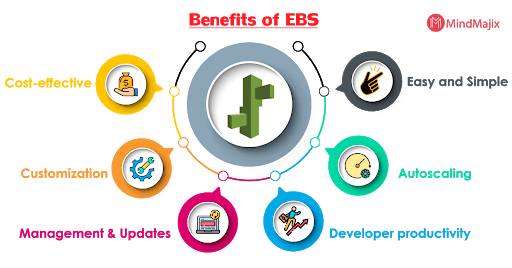 Benefits of EBS
MindMajix
Cost-effective
Easy and Simple
Customization
Autoscaling
Management & Updates
Developer productivity